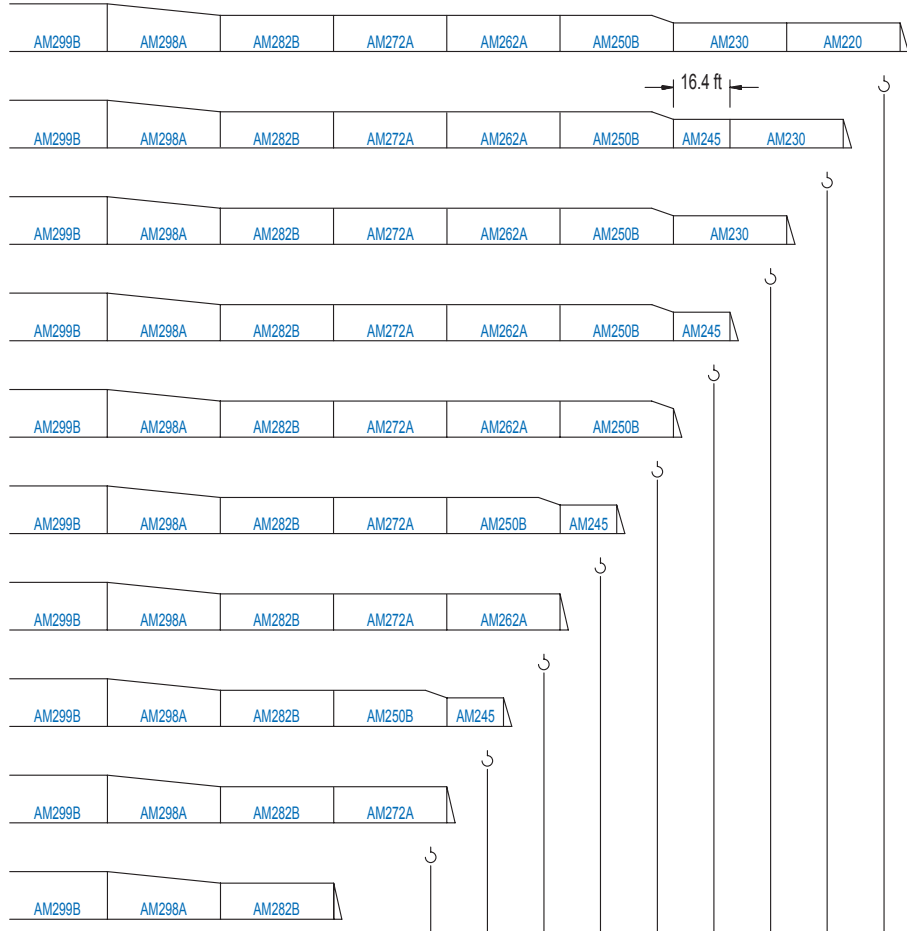 AM299B AM298A AM282B AM272A AM262A AM250B AM230 AM220
16.4 ft
AM299B AM298A AM282B AM272A AM262A AM250B AM245 AM230
AM299B AM298A AM282B AM272A AM262A AM250B AM230
AM299B AM298A AM282B AM272A AM262A AM250B AM245
AM299B AM298A AM282B AM272A AM262A AM250B
AM299B AM298A AM282B AM272A AM250B AM245
AM299B AM298A AM282B AM272A AM262A
AM299B AM298A AM282B AM250B AM245
AM299B AM298A AM282B AM272A
AM299B AM298A AM282B